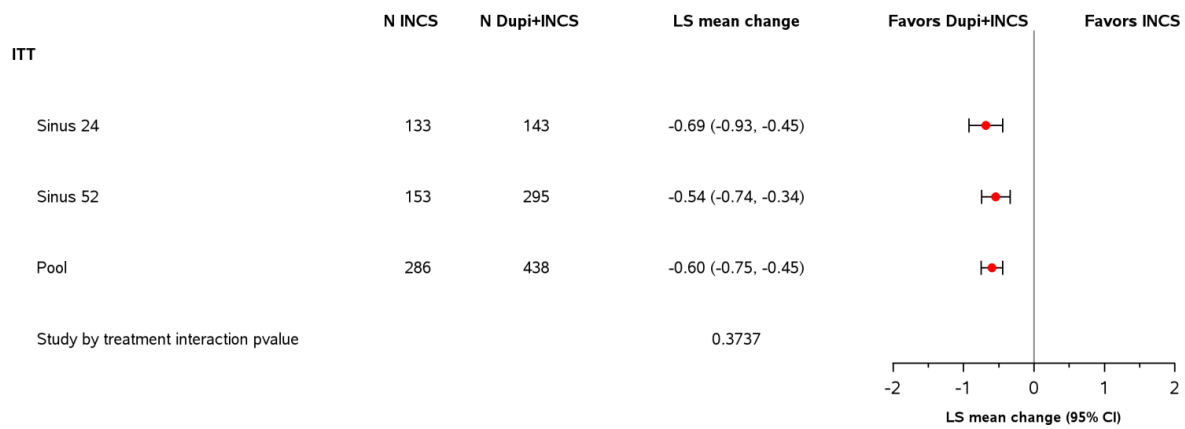 N INCS N Dupi+INCS LS mean change Favors Dupi+INCS Favors INCS
ITT
Sinus 24 133 143 -0.69 (-0.93, -0.45)
Sinus 52 153 295 -0.54 (-0.74, -0.34)
Pool 286 438 -0.60 (-0.75, -0.45)
Study by treatment interaction pvalue 0.3737
-2 -1 0 1 2
LS mean change (95% CI)